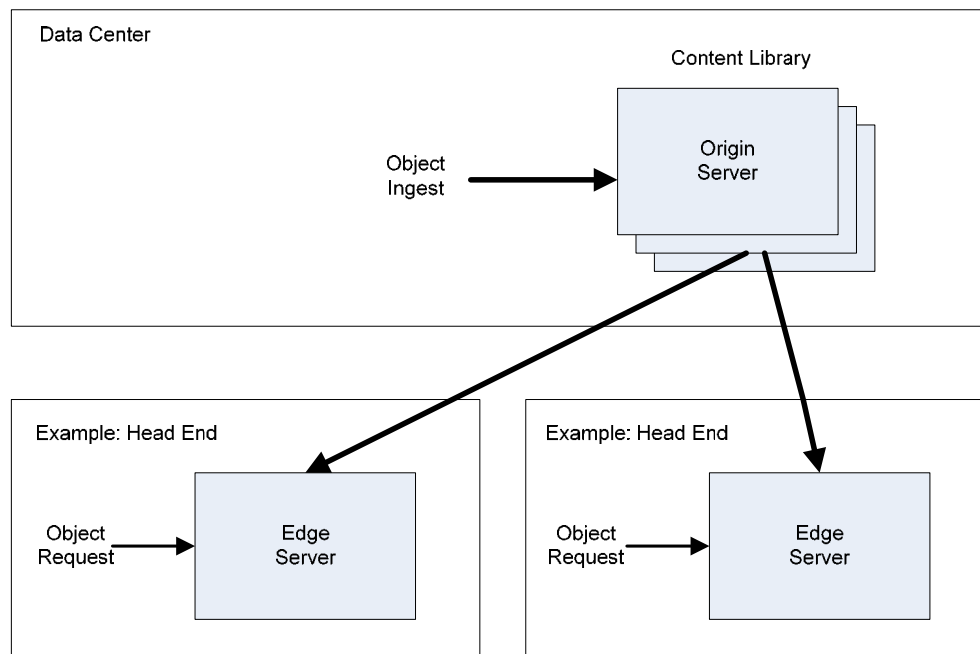 Data Center
Content Library
Origin
Server
Object
Ingest
Example: Head End
Object
Request
Edge
Server
Example: Head End
Object
Request
Edge
Server